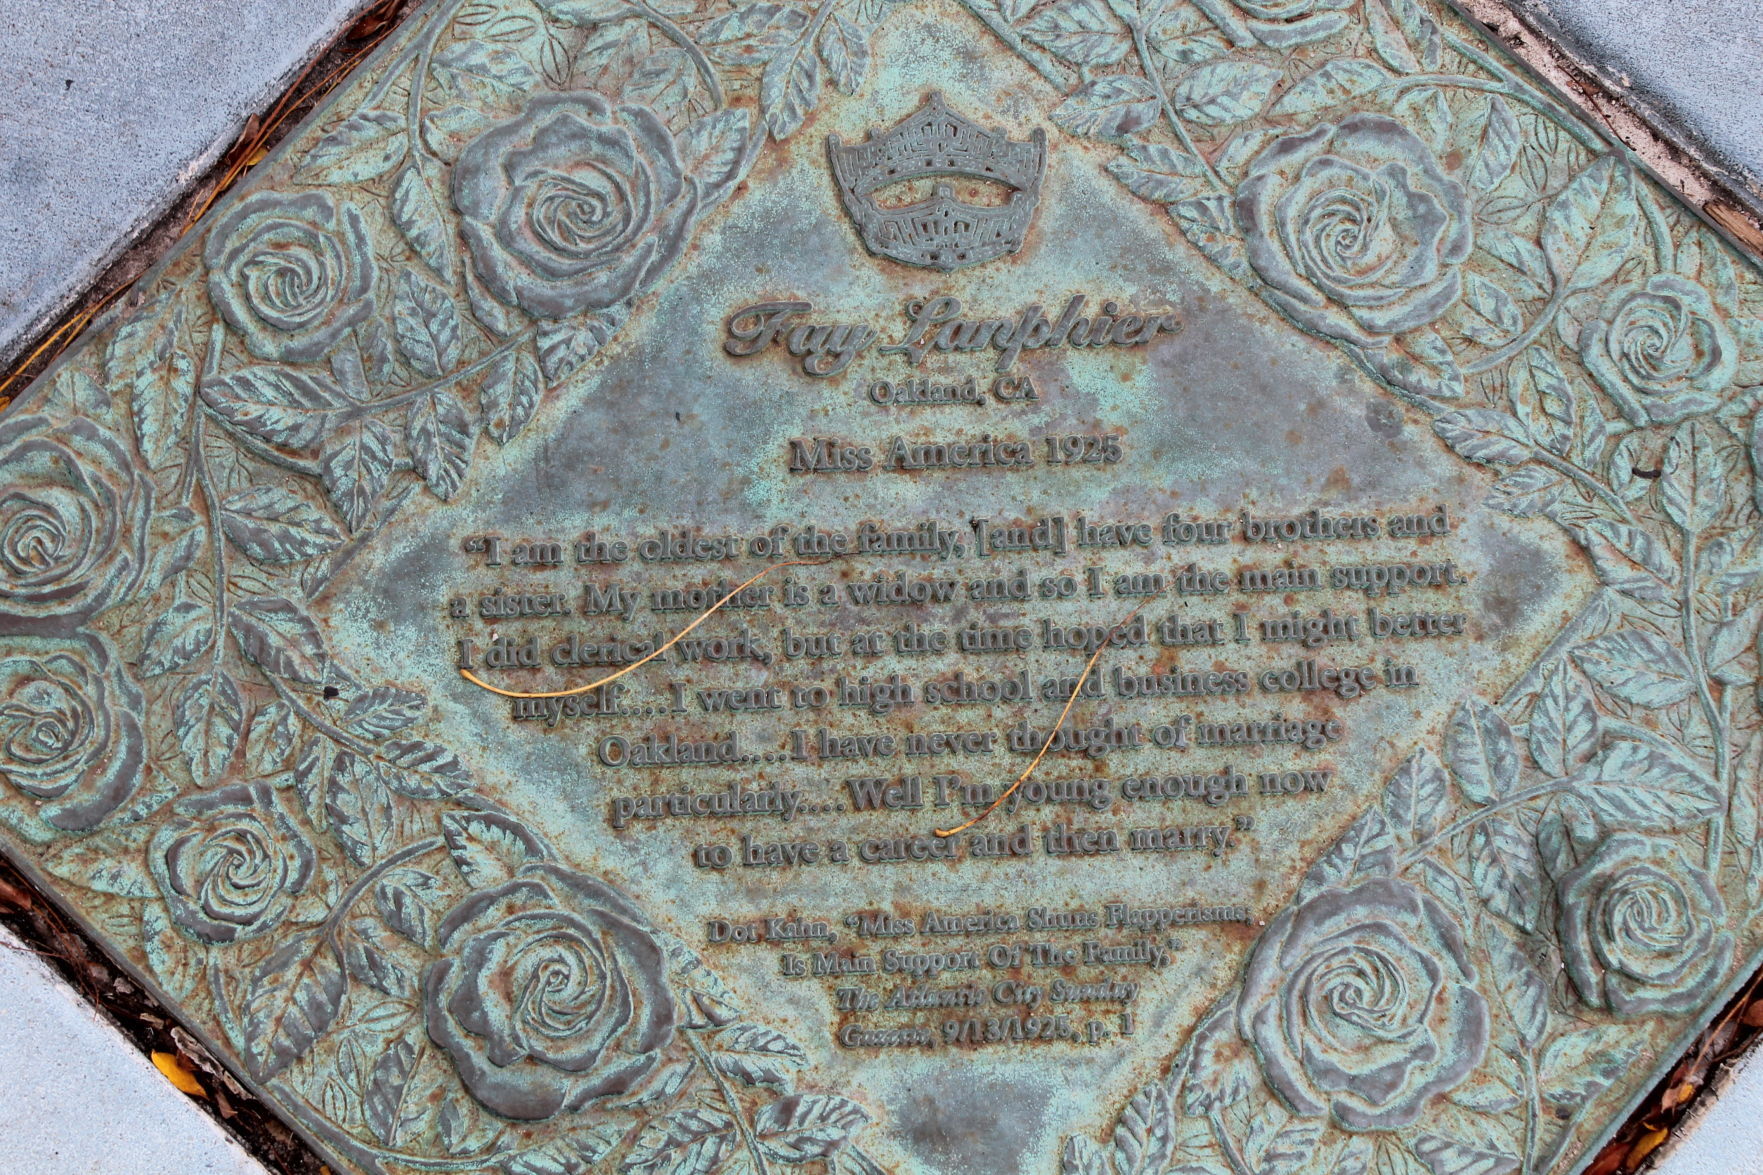 Fay Lanphier
Oakland, CA
Miss America 1925
“I am the oldest of the family, [and] have four brothers and
a sister. My mother is a widow and so I am the main support.
I did clerical work, but at the time hoped that I might better
myself.....I went to high school and business college in
Oakland.... I have never thought of marriage
particularly..... Well I'm young enough now
to have a career and then marry.”
Dot Kahn, “Miss America Shuns Flapperisms;
Is Main Support Of The Family,”
The Atlantic City Sunday
Gazette, 9/13/1925, p. 1